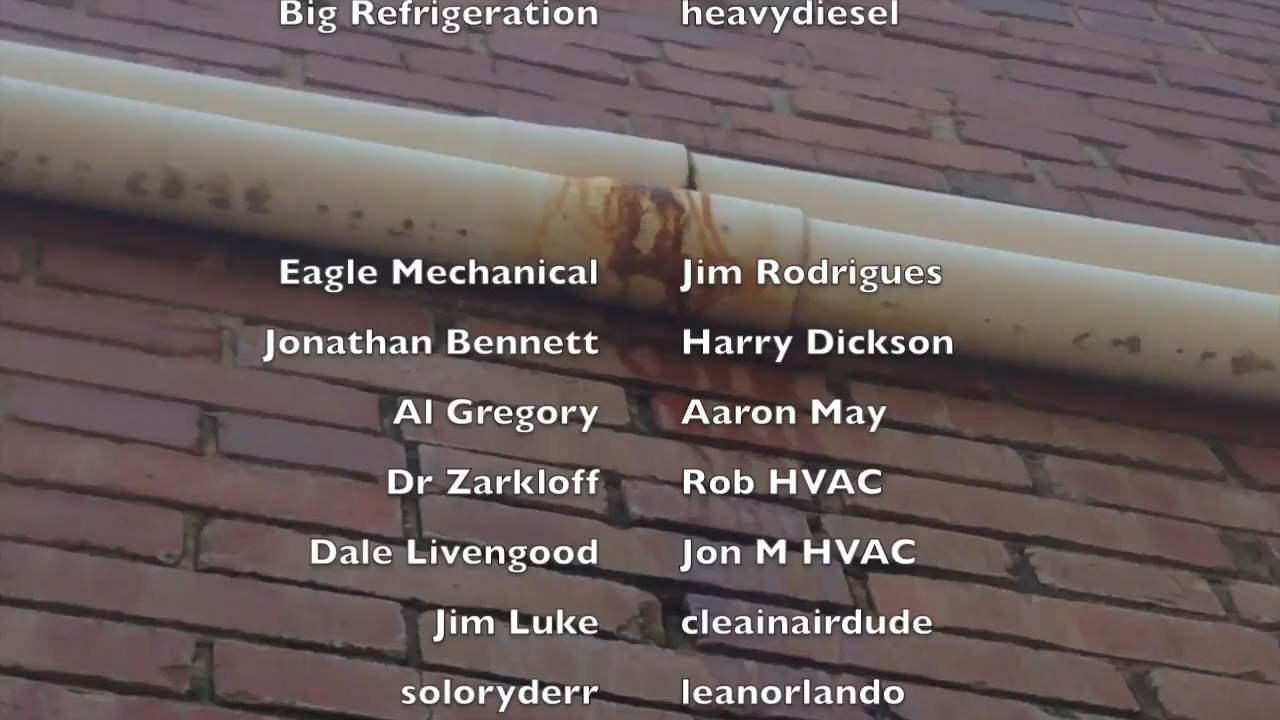 Big Refrigeration heavydiesel
Eagle Mechanical Jim Rodrigues
Jonathan Bennett Harry Dickson
Al Gregory Aaron May
Dr Zarkloff Rob HVAC
Dale Livengood Jon M HVAC
Jim Luke cleainairdude
soloryderr leanorlando